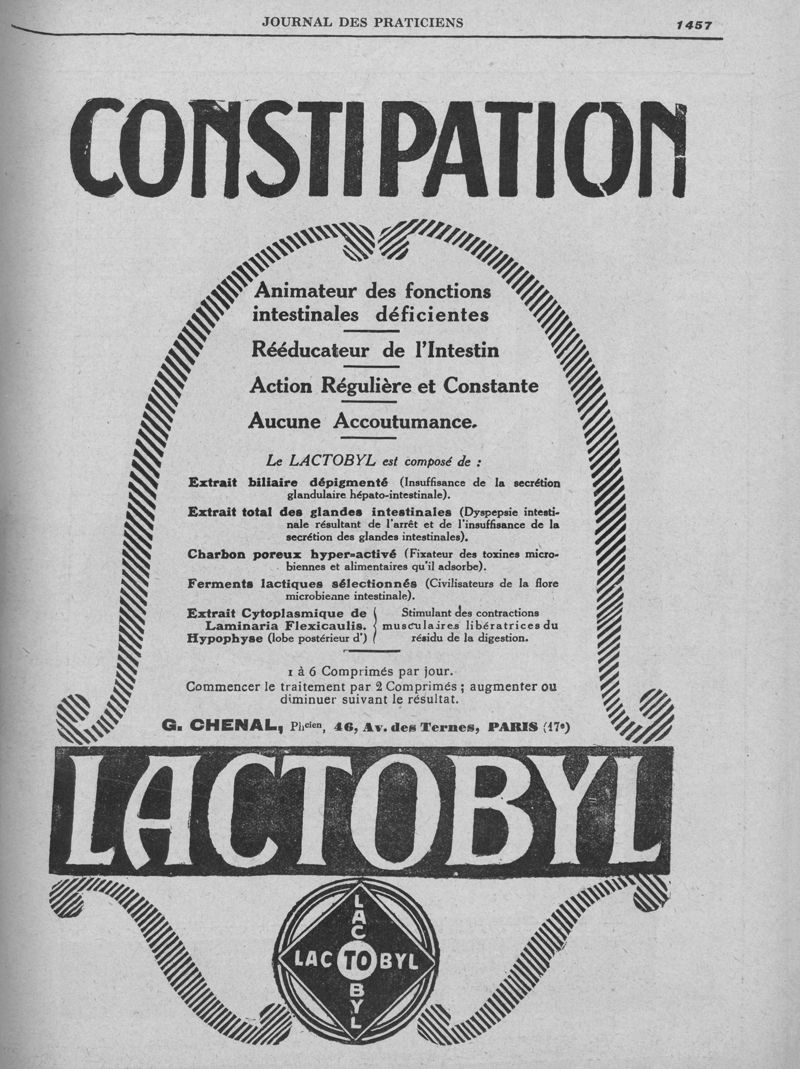 JOURNAL DES PRATICIENS 1457
CONSTIPATION
Animateur des fonctions
intestinales déficientes
Rééducateur de l'Intestin
Action Régulière et Constante
Aucune Accoutumance.
Le LACTOBYL est composé de :
Extrait biliaire dépigmenté (Insuffisance de la secrétion
glandulaire hépato-intestinale).
Extrait total des glandes intestinales (Dyspepsie intesti-
nale résultant de l'arrêt et de l'insuffisance de la
secrétion des glandes intestinales).
Charbon poreux hyper-activé (Fixateur des toxines micro-
biennes et alimentaires qu'il adsorbe).
Ferments lactiques sélectionnés (Civilisateurs de la flore
microbienne intestinale).
Extrait Cytoplasmique de { Stimulant des contractions
Laminaria Flexicaulis. { musculaires libératrices du
Hypophyse (lobe postérieur d') { résidu de la digestion.
1 à 6 Comprimés par jour.
Commencer le traitement par 2 Comprimés ; augmenter ou
diminuer suivant le résultat.
G. CHENAL, Phcien, 46, Av. des Ternes, PARIS (17e)
LACTOBYL
LACTOBYL
LACTOBYL